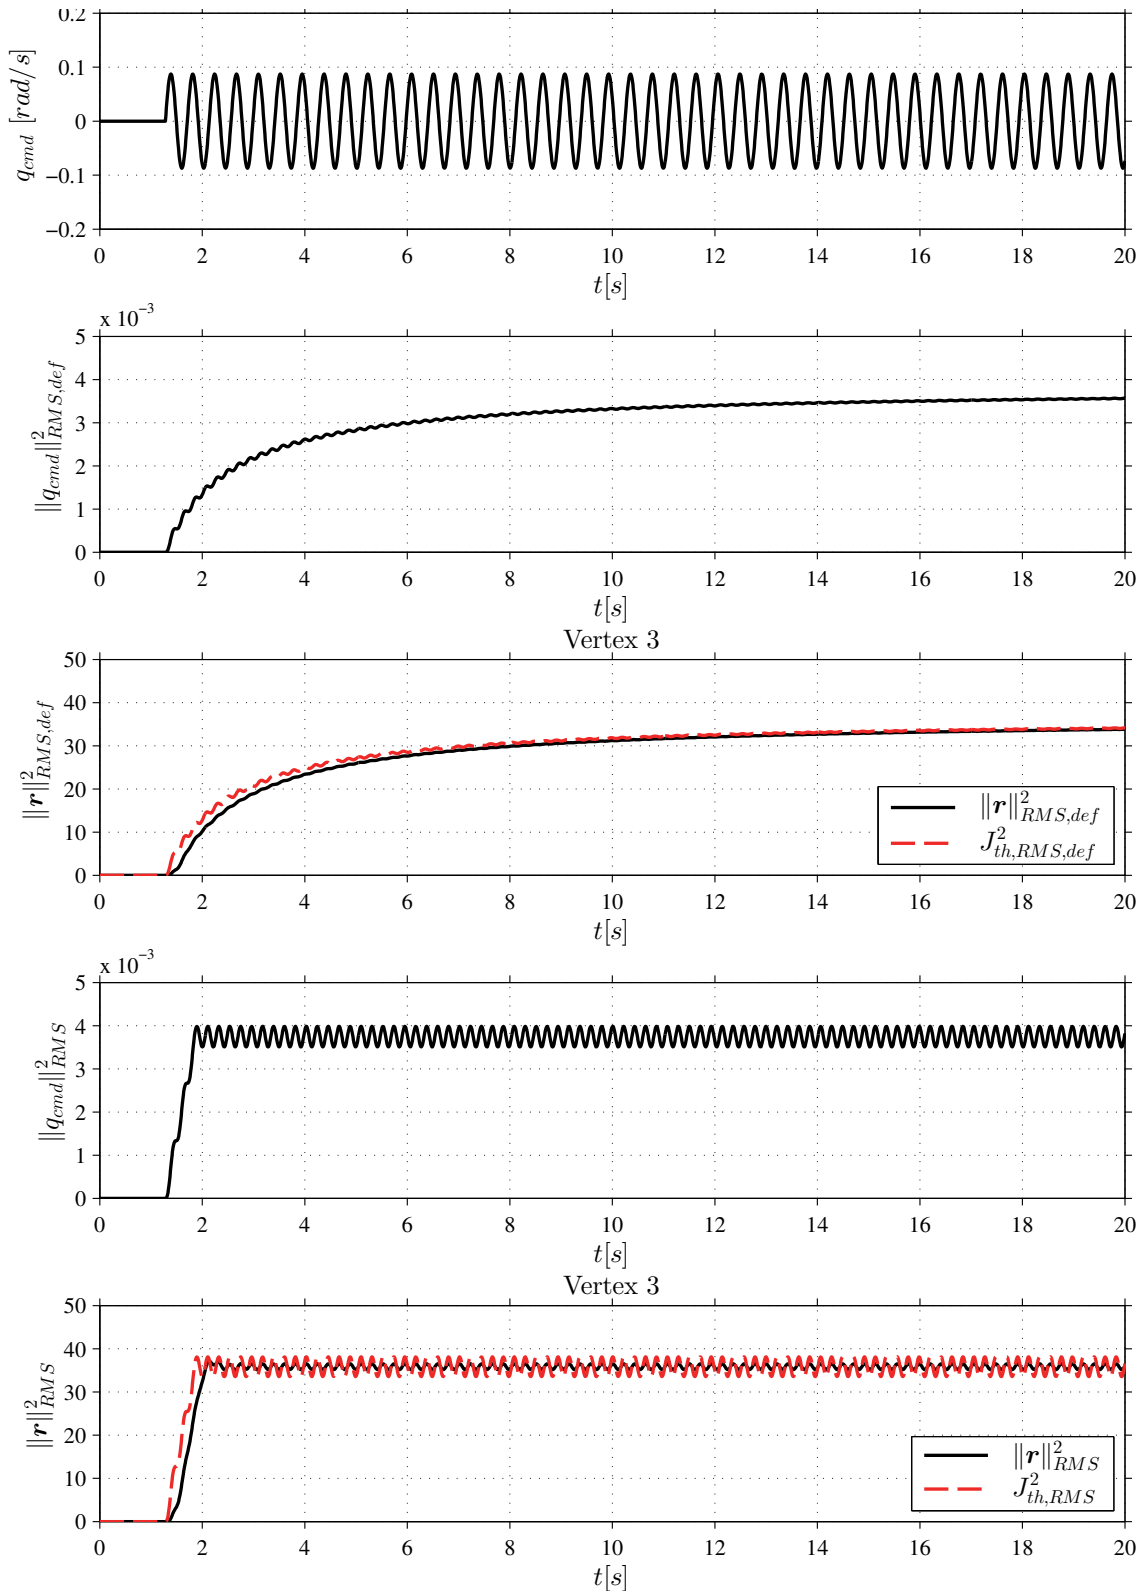 0.2
0.1
0
−0.1
−0.2
q_cmd [rad/s]
0 2 4 6 8 10 12 14 16 18 20
t[s]
x 10^−3
5
4
3
2
1
0
||q_cmd||²_RMS,def
0 2 4 6 8 10 12 14 16 18 20
t[s]
Vertex 3
50
40
30
20
10
0
||r||²_RMS,def
||r||²_RMS,def
J²_th,RMS,def
0 2 4 6 8 10 12 14 16 18 20
t[s]
x 10^−3
5
4
3
2
1
0
||q_cmd||²_RMS
0 2 4 6 8 10 12 14 16 18 20
t[s]
Vertex 3
50
40
30
20
10
0
||r||²_RMS
||r||²_RMS
J²_th,RMS
0 2 4 6 8 10 12 14 16 18 20
t[s]